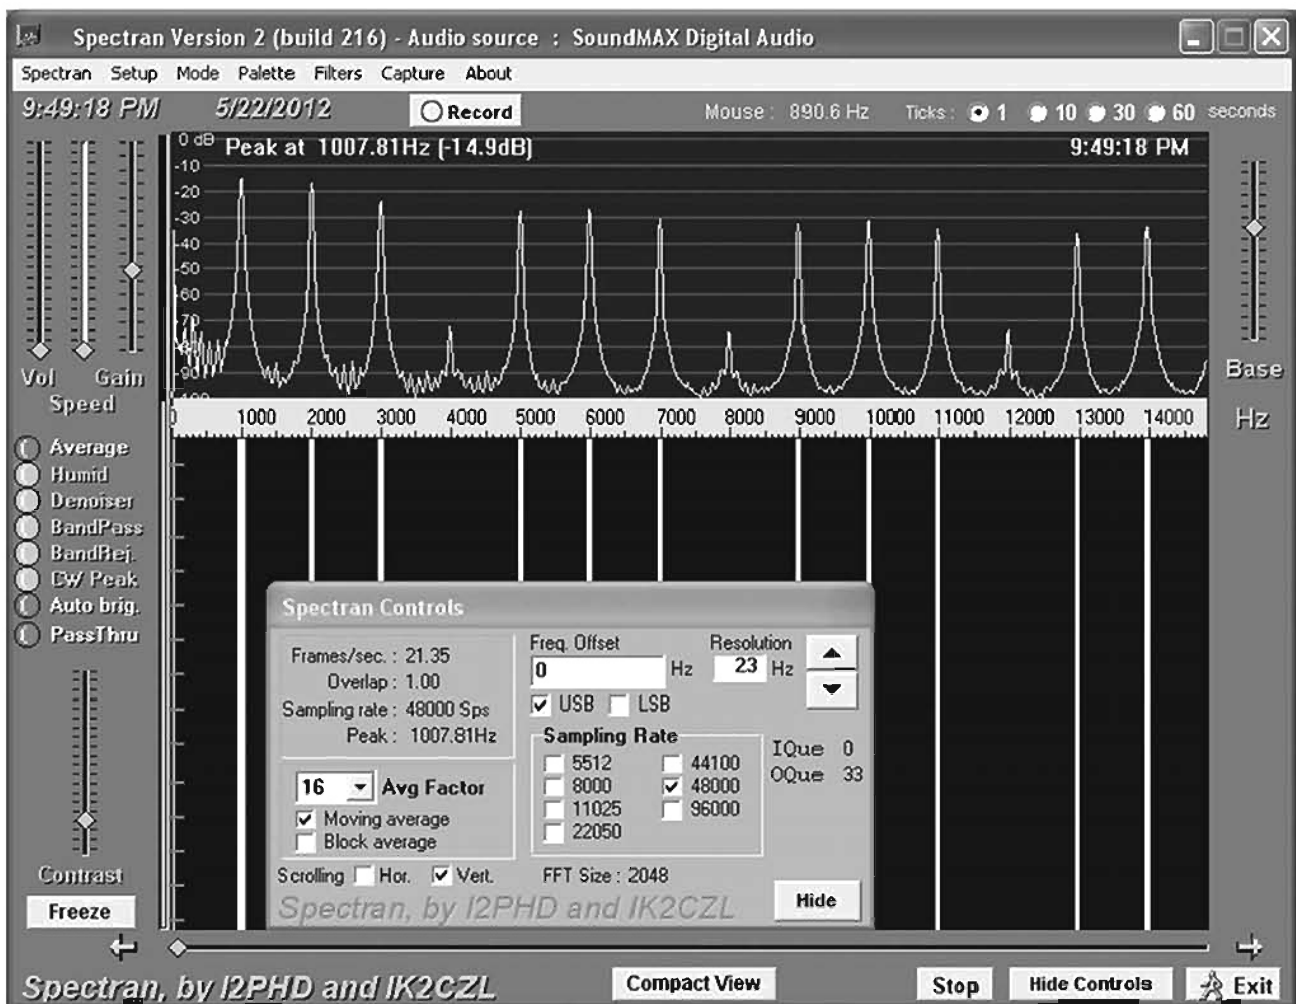 Spectran Version 2 (build 216) - Audio source : SoundMAX Digital Audio
Spectran Setup Mode Palette Filters Capture About
9:49:18 PM 5/22/2012 Record Mouse : 890.6 Hz Ticks : 1 10 30 60 seconds
0 dB Peak at 1007.81Hz (-14.9dB) 9:49:18 PM
-10
-20
-30
-40
-50
-60
-70
-80
-90
Vol Gain
Speed
Base
0 1000 2000 3000 4000 5000 6000 7000 8000 9000 10000 11000 12000 13000 14000 Hz
Average
Humid
Denoiser
BandPass
BandRej.
CW Peak
Auto brig.
PassThru
Contrast
Freeze
Spectran Controls
Frames/sec. : 21.35
Overlap : 1.00
Sampling rate : 48000 Sps
Peak : 1007.81Hz
16 Avg Factor
Moving average
Block average
Scrolling Hor. Vert.
Freq. Offset
0 Hz
Resolution
23 Hz
USB LSB
Sampling Rate
5512 44100
8000 48000
11025 96000
22050
IQue 0
OQue 33
FFT Size : 2048
Spectran, by I2PHD and IK2CZL
Hide
Spectran, by I2PHD and IK2CZL Compact View Stop Hide Controls Exit